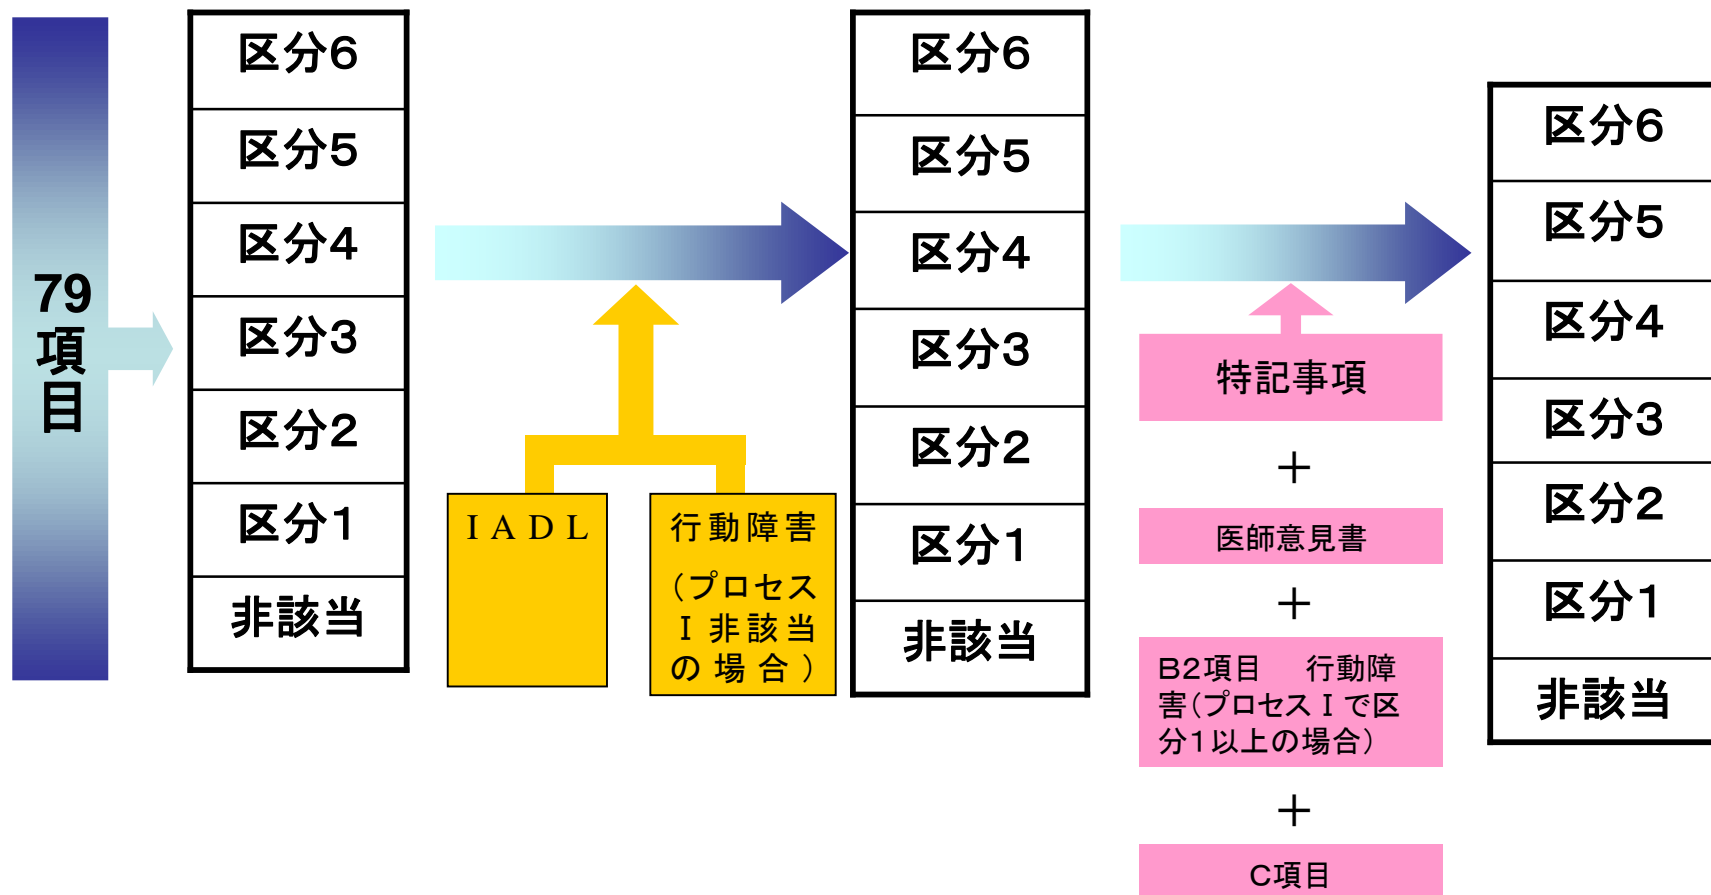 79
項
目
区分6
区分5
区分4
区分3
区分2
区分1
非該当
ＩＡＤＬ
行動障害
（プロセス
Ⅰ非該当
の場合）
区分6
区分5
区分4
区分3
区分2
区分1
非該当
特記事項
＋
医師意見書
＋
B2項目　行動障
害（プロセスⅠで区
分1以上の場合）
＋
C項目
区分6
区分5
区分4
区分3
区分2
区分1
非該当